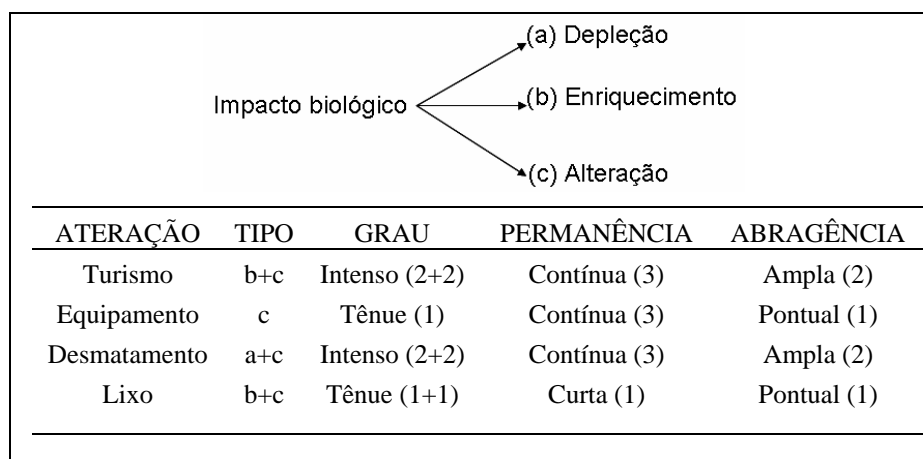 (a) Depleção
Impacto biológico
(b) Enriquecimento
(c) Alteração
ATERAÇÃO TIPO GRAU PERMANÊNCIA ABRAGÊNCIA
Turismo b+c Intenso (2+2) Contínua (3) Ampla (2)
Equipamento c Tênue (1) Contínua (3) Pontual (1)
Desmatamento a+c Intenso (2+2) Contínua (3) Ampla (2)
Lixo b+c Tênue (1+1) Curta (1) Pontual (1)